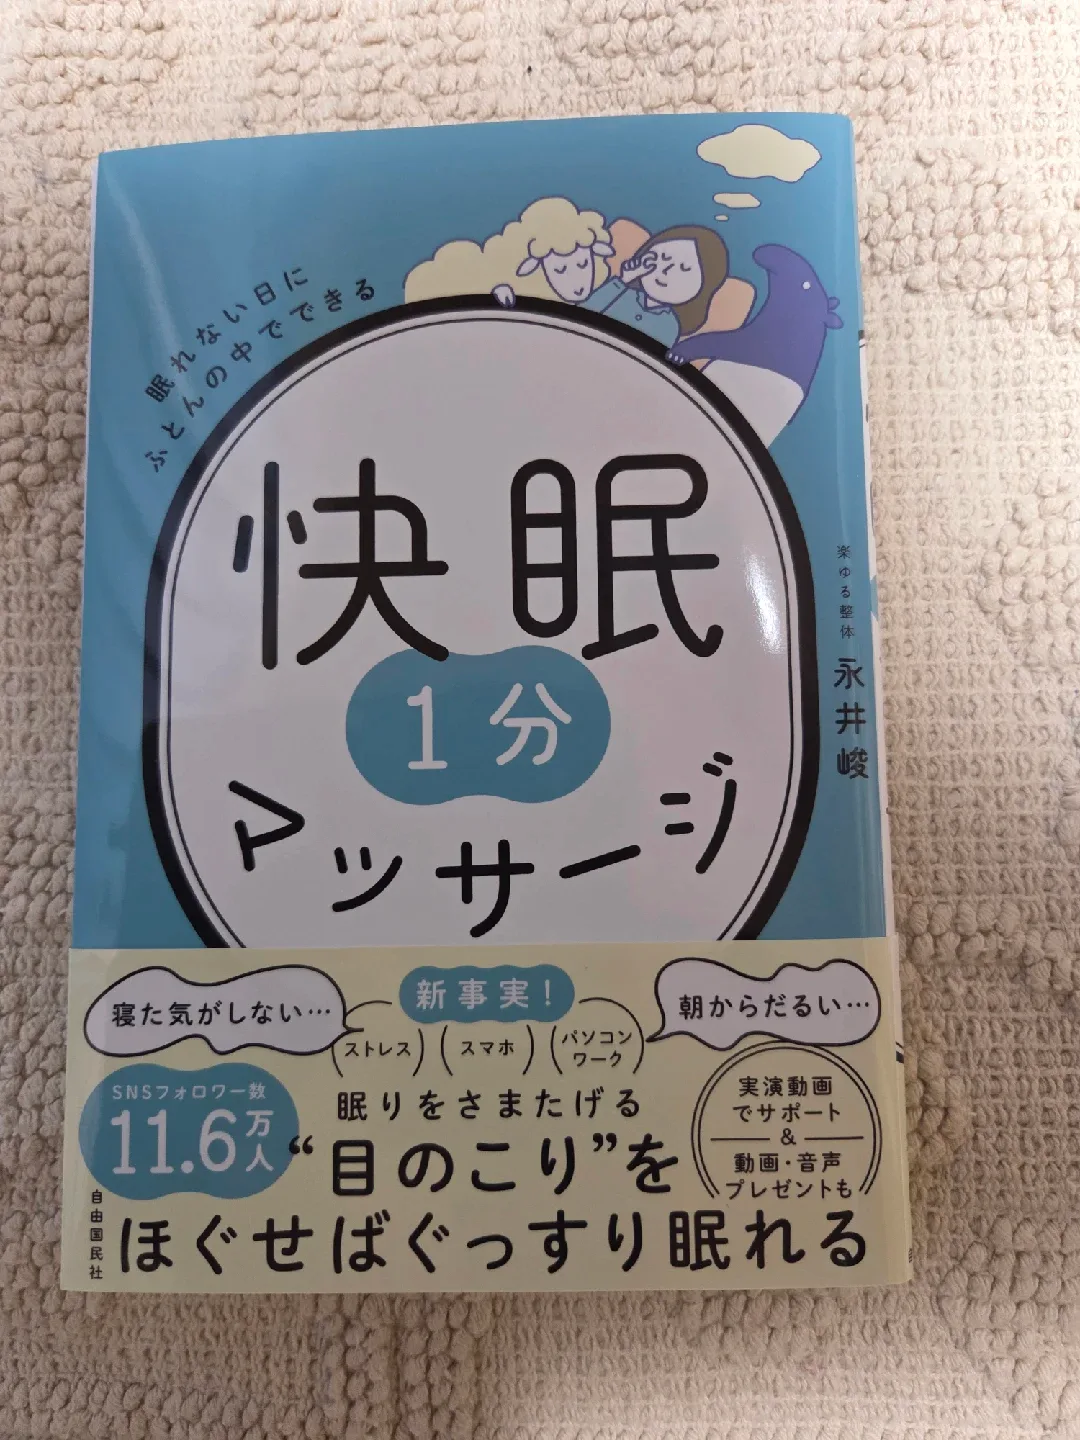 眠れない日に
ふとんの中でできる
快眠
1分
マッサージ
楽ゆる整体
永井峻
寝た気がしない…
新事実！
朝からだるい…
ストレス
スマホ
パソコン
ワーク
SNSフォロワー数
11.6万人
眠りをさまたげる
“目のこり”を
ほぐせばぐっすり眠れる
実演動画
でサポート
&
動画・音声
プレゼントも
自由国民社